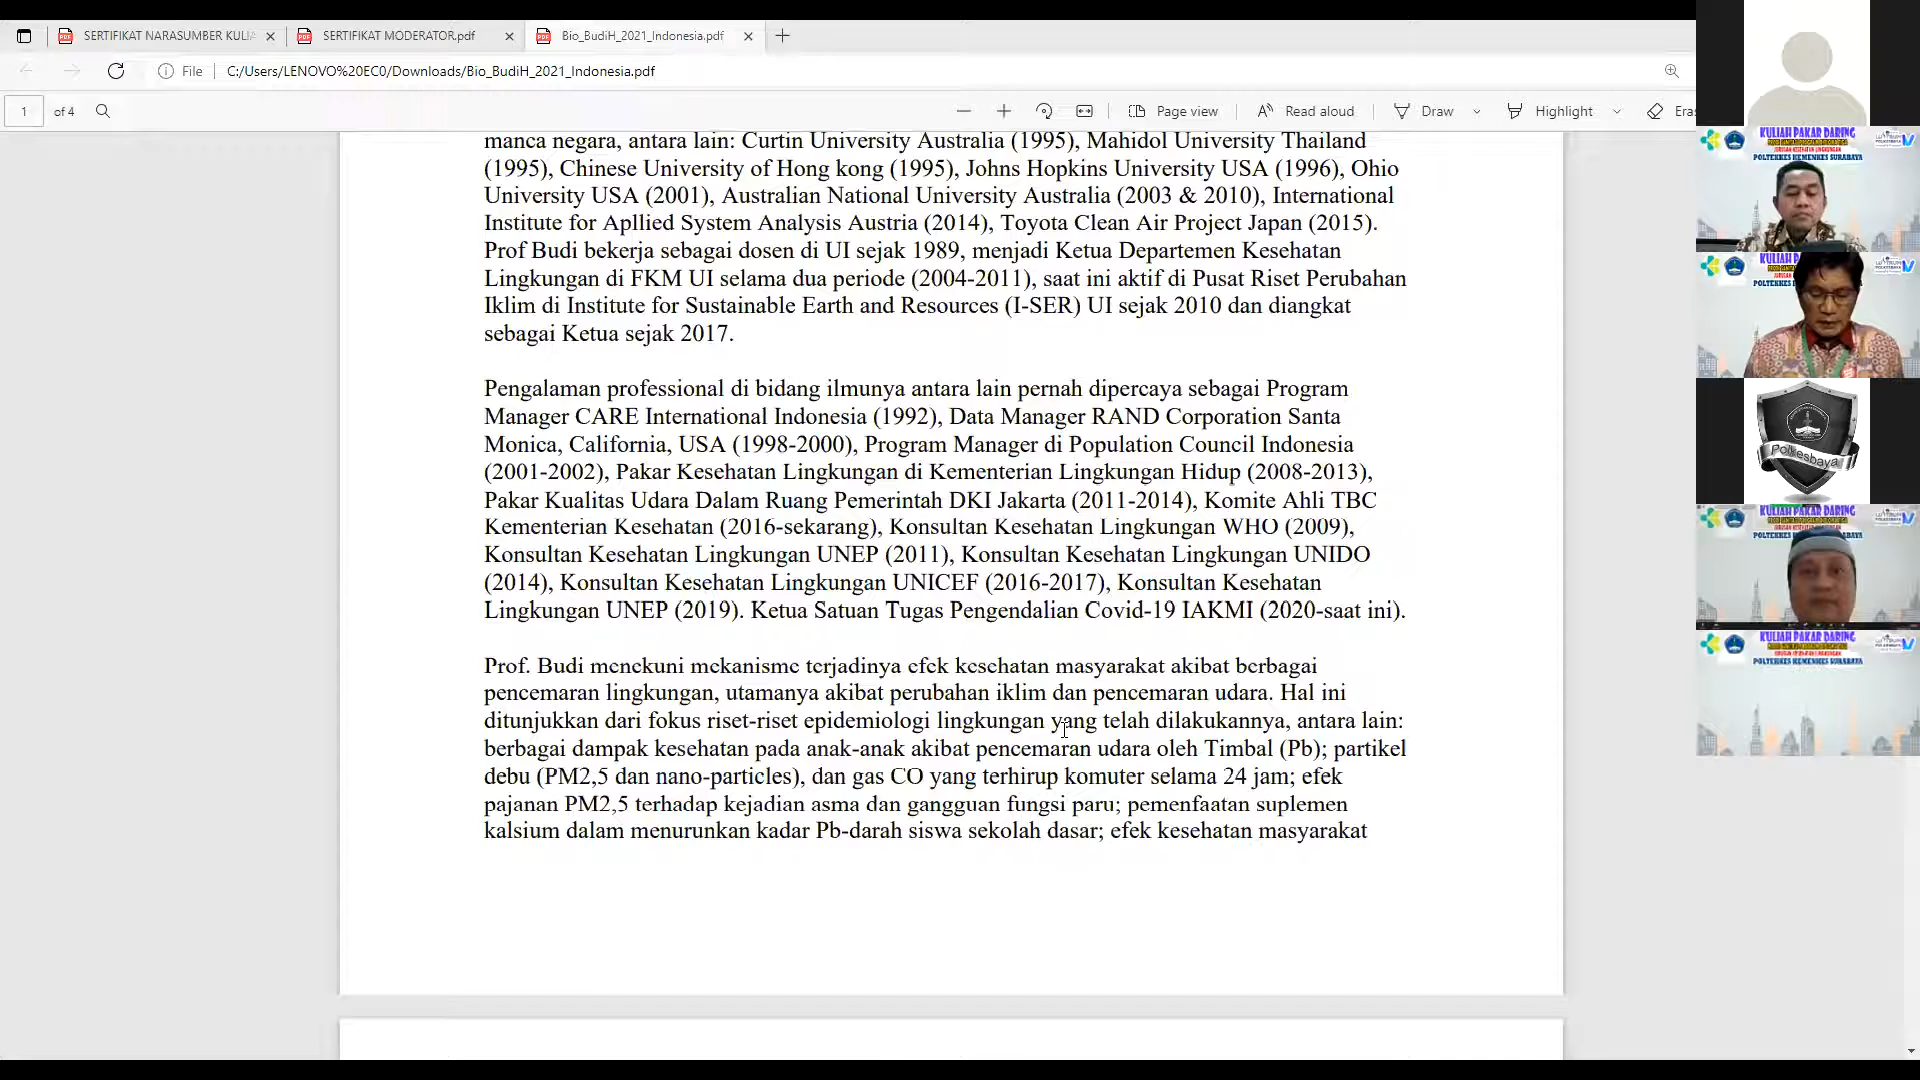 SERTIFIKAT NARASUMBER KULI
SERTIFIKAT MODERATOR.pdf
Bio_BudiH_2021_Indonesia.pdf
File
C:/Users/LENOVO%20EC0/Downloads/Bio_BudiH_2021_Indonesia.pdf
1 of 4
Page view
Read aloud
Draw
Highlight
Eras
manca negara, antara lain: Curtin University Australia (1995), Mahidol University Thailand
(1995), Chinese University of Hong kong (1995), Johns Hopkins University USA (1996), Ohio
University USA (2001), Australian National University Australia (2003 & 2010), International
Institute for Apllied System Analysis Austria (2014), Toyota Clean Air Project Japan (2015).
Prof Budi bekerja sebagai dosen di UI sejak 1989, menjadi Ketua Departemen Kesehatan
Lingkungan di FKM UI selama dua periode (2004-2011), saat ini aktif di Pusat Riset Perubahan
Iklim di Institute for Sustainable Earth and Resources (I-SER) UI sejak 2010 dan diangkat
sebagai Ketua sejak 2017.
Pengalaman professional di bidang ilmunya antara lain pernah dipercaya sebagai Program
Manager CARE International Indonesia (1992), Data Manager RAND Corporation Santa
Monica, California, USA (1998-2000), Program Manager di Population Council Indonesia
(2001-2002), Pakar Kesehatan Lingkungan di Kementerian Lingkungan Hidup (2008-2013),
Pakar Kualitas Udara Dalam Ruang Pemerintah DKI Jakarta (2011-2014), Komite Ahli TBC
Kementerian Kesehatan (2016-sekarang), Konsultan Kesehatan Lingkungan WHO (2009),
Konsultan Kesehatan Lingkungan UNEP (2011), Konsultan Kesehatan Lingkungan UNIDO
(2014), Konsultan Kesehatan Lingkungan UNICEF (2016-2017), Konsultan Kesehatan
Lingkungan UNEP (2019). Ketua Satuan Tugas Pengendalian Covid-19 IAKMI (2020-saat ini).
Prof. Budi menekuni mekanisme terjadinya efek kesehatan masyarakat akibat berbagai
pencemaran lingkungan, utamanya akibat perubahan iklim dan pencemaran udara. Hal ini
ditunjukkan dari fokus riset-riset epidemiologi lingkungan yang telah dilakukannya, antara lain:
berbagai dampak kesehatan pada anak-anak akibat pencemaran udara oleh Timbal (Pb); partikel
debu (PM2,5 dan nano-particles), dan gas CO yang terhirup komuter selama 24 jam; efek
pajanan PM2,5 terhadap kejadian asma dan gangguan fungsi paru; pemenfaatan suplemen
kalsium dalam menurunkan kadar Pb-darah siswa sekolah dasar; efek kesehatan masyarakat
KULIAH PAKAR DARING
POLTEKKES KEMENKES SURABAYA
Polkesbaya
KULIAH PAKAR DARING
KULIAH PAKAR DARING
POLTEKKES KEMENKES SURABAYA